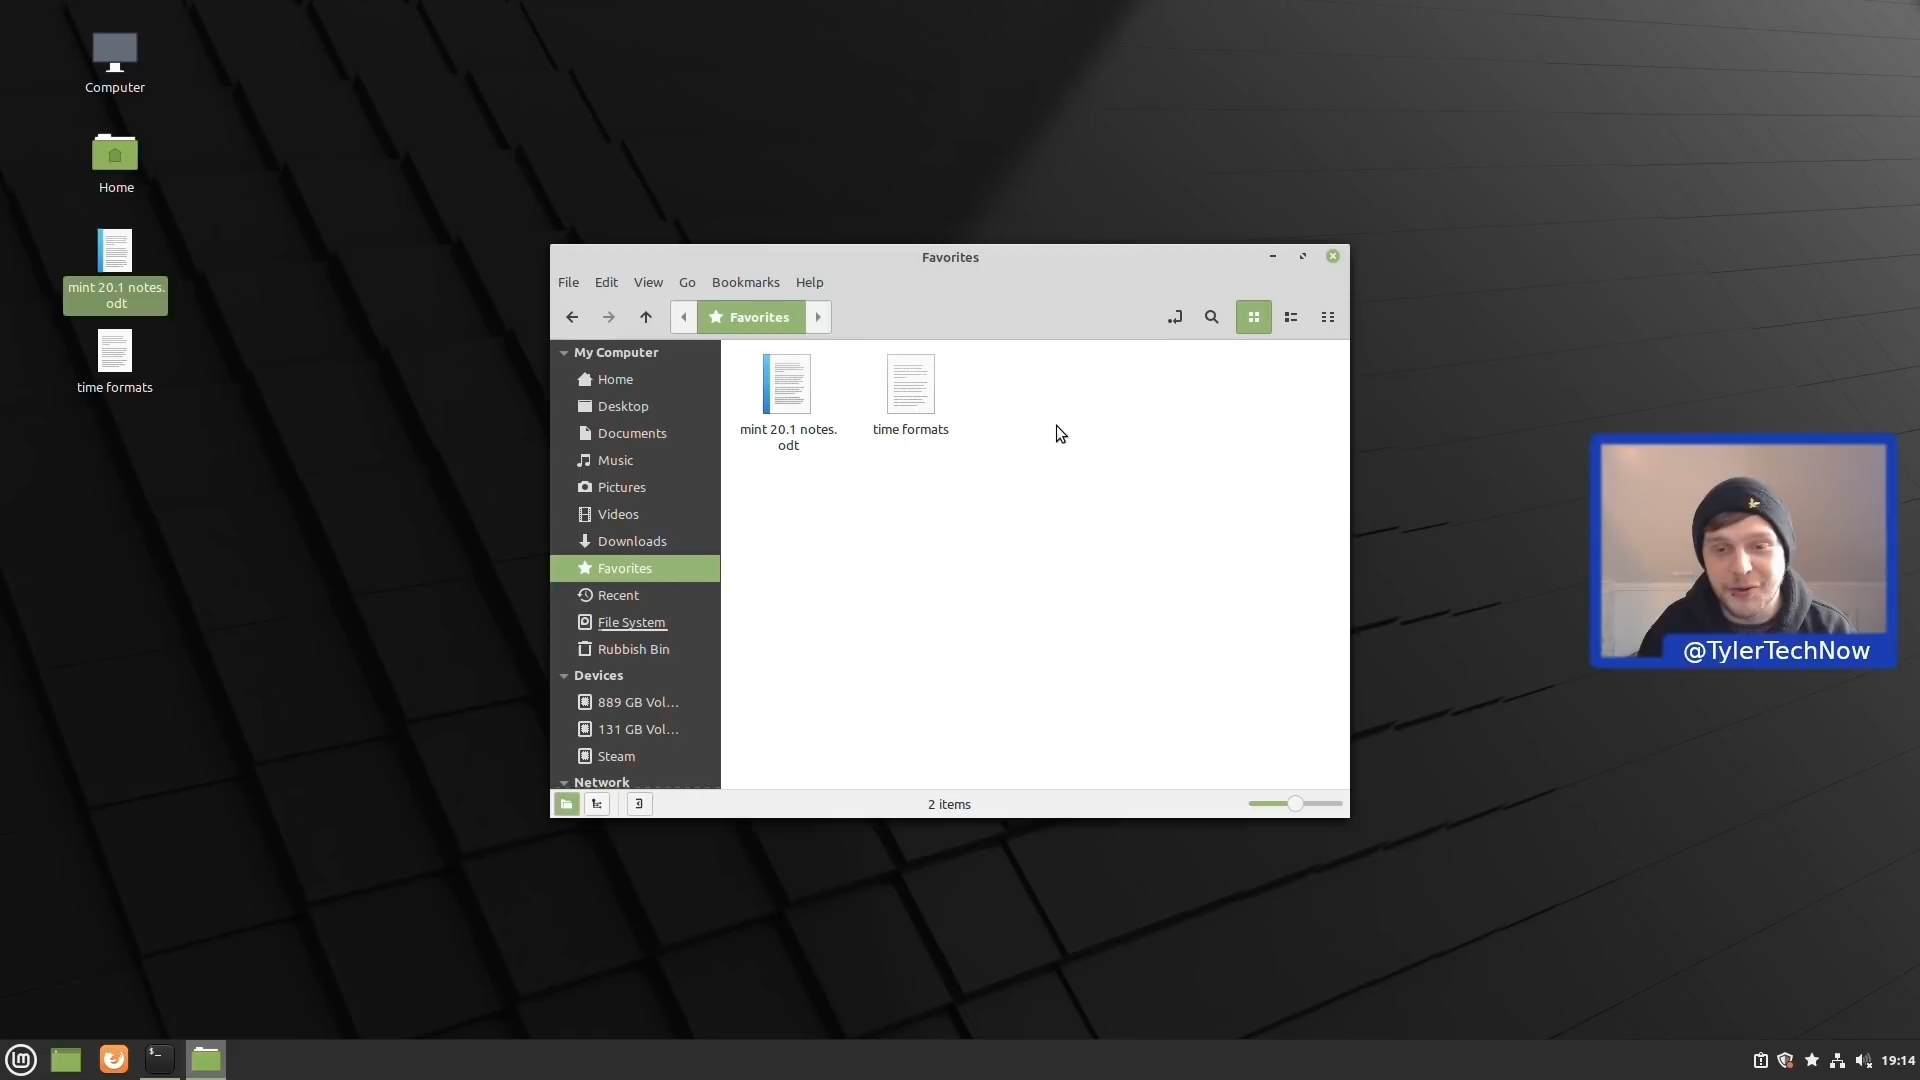 Computer
Home
mint 20.1 notes.
odt
time formats
Favorites
File Edit View Go Bookmarks Help
Favorites
My Computer
Home
Desktop
Documents
Music
Pictures
Videos
Downloads
Favorites
Recent
File System
Rubbish Bin
Devices
889 GB Vol...
131 GB Vol...
Steam
Network
mint 20.1 notes.
odt
time formats
2 items
@TylerTechNow
lm
$_
19:14